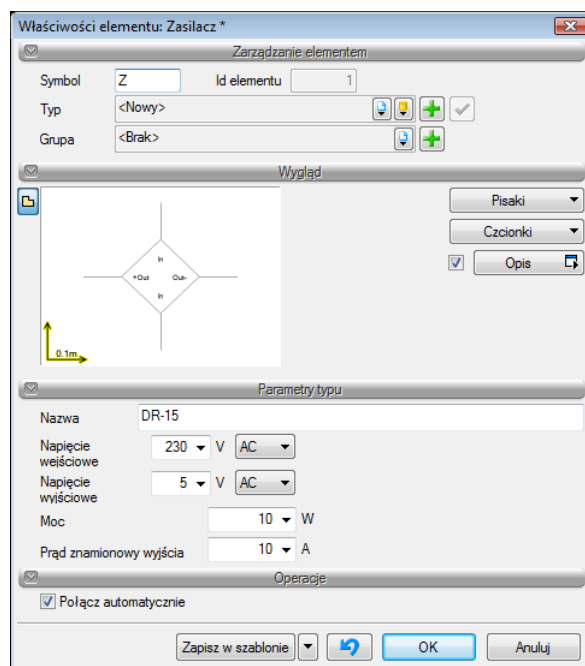 Właściwości elementu: Zasilacz *
Zarządzanie elementem
Symbol Z Id elementu 1
Typ <Nowy>
Grupa <Brak>
Wygląd
Pisaki
Czcionki
Opis
In
+Out Out-
In
0.1m
Parametry typu
Nazwa DR-15
Napięcie wejściowe 230 V AC
Napięcie wyjściowe 5 V AC
Moc 10 W
Prąd znamionowy wyjścia 10 A
Operacje
Połącz automatycznie
Zapisz w szablonie OK Anuluj